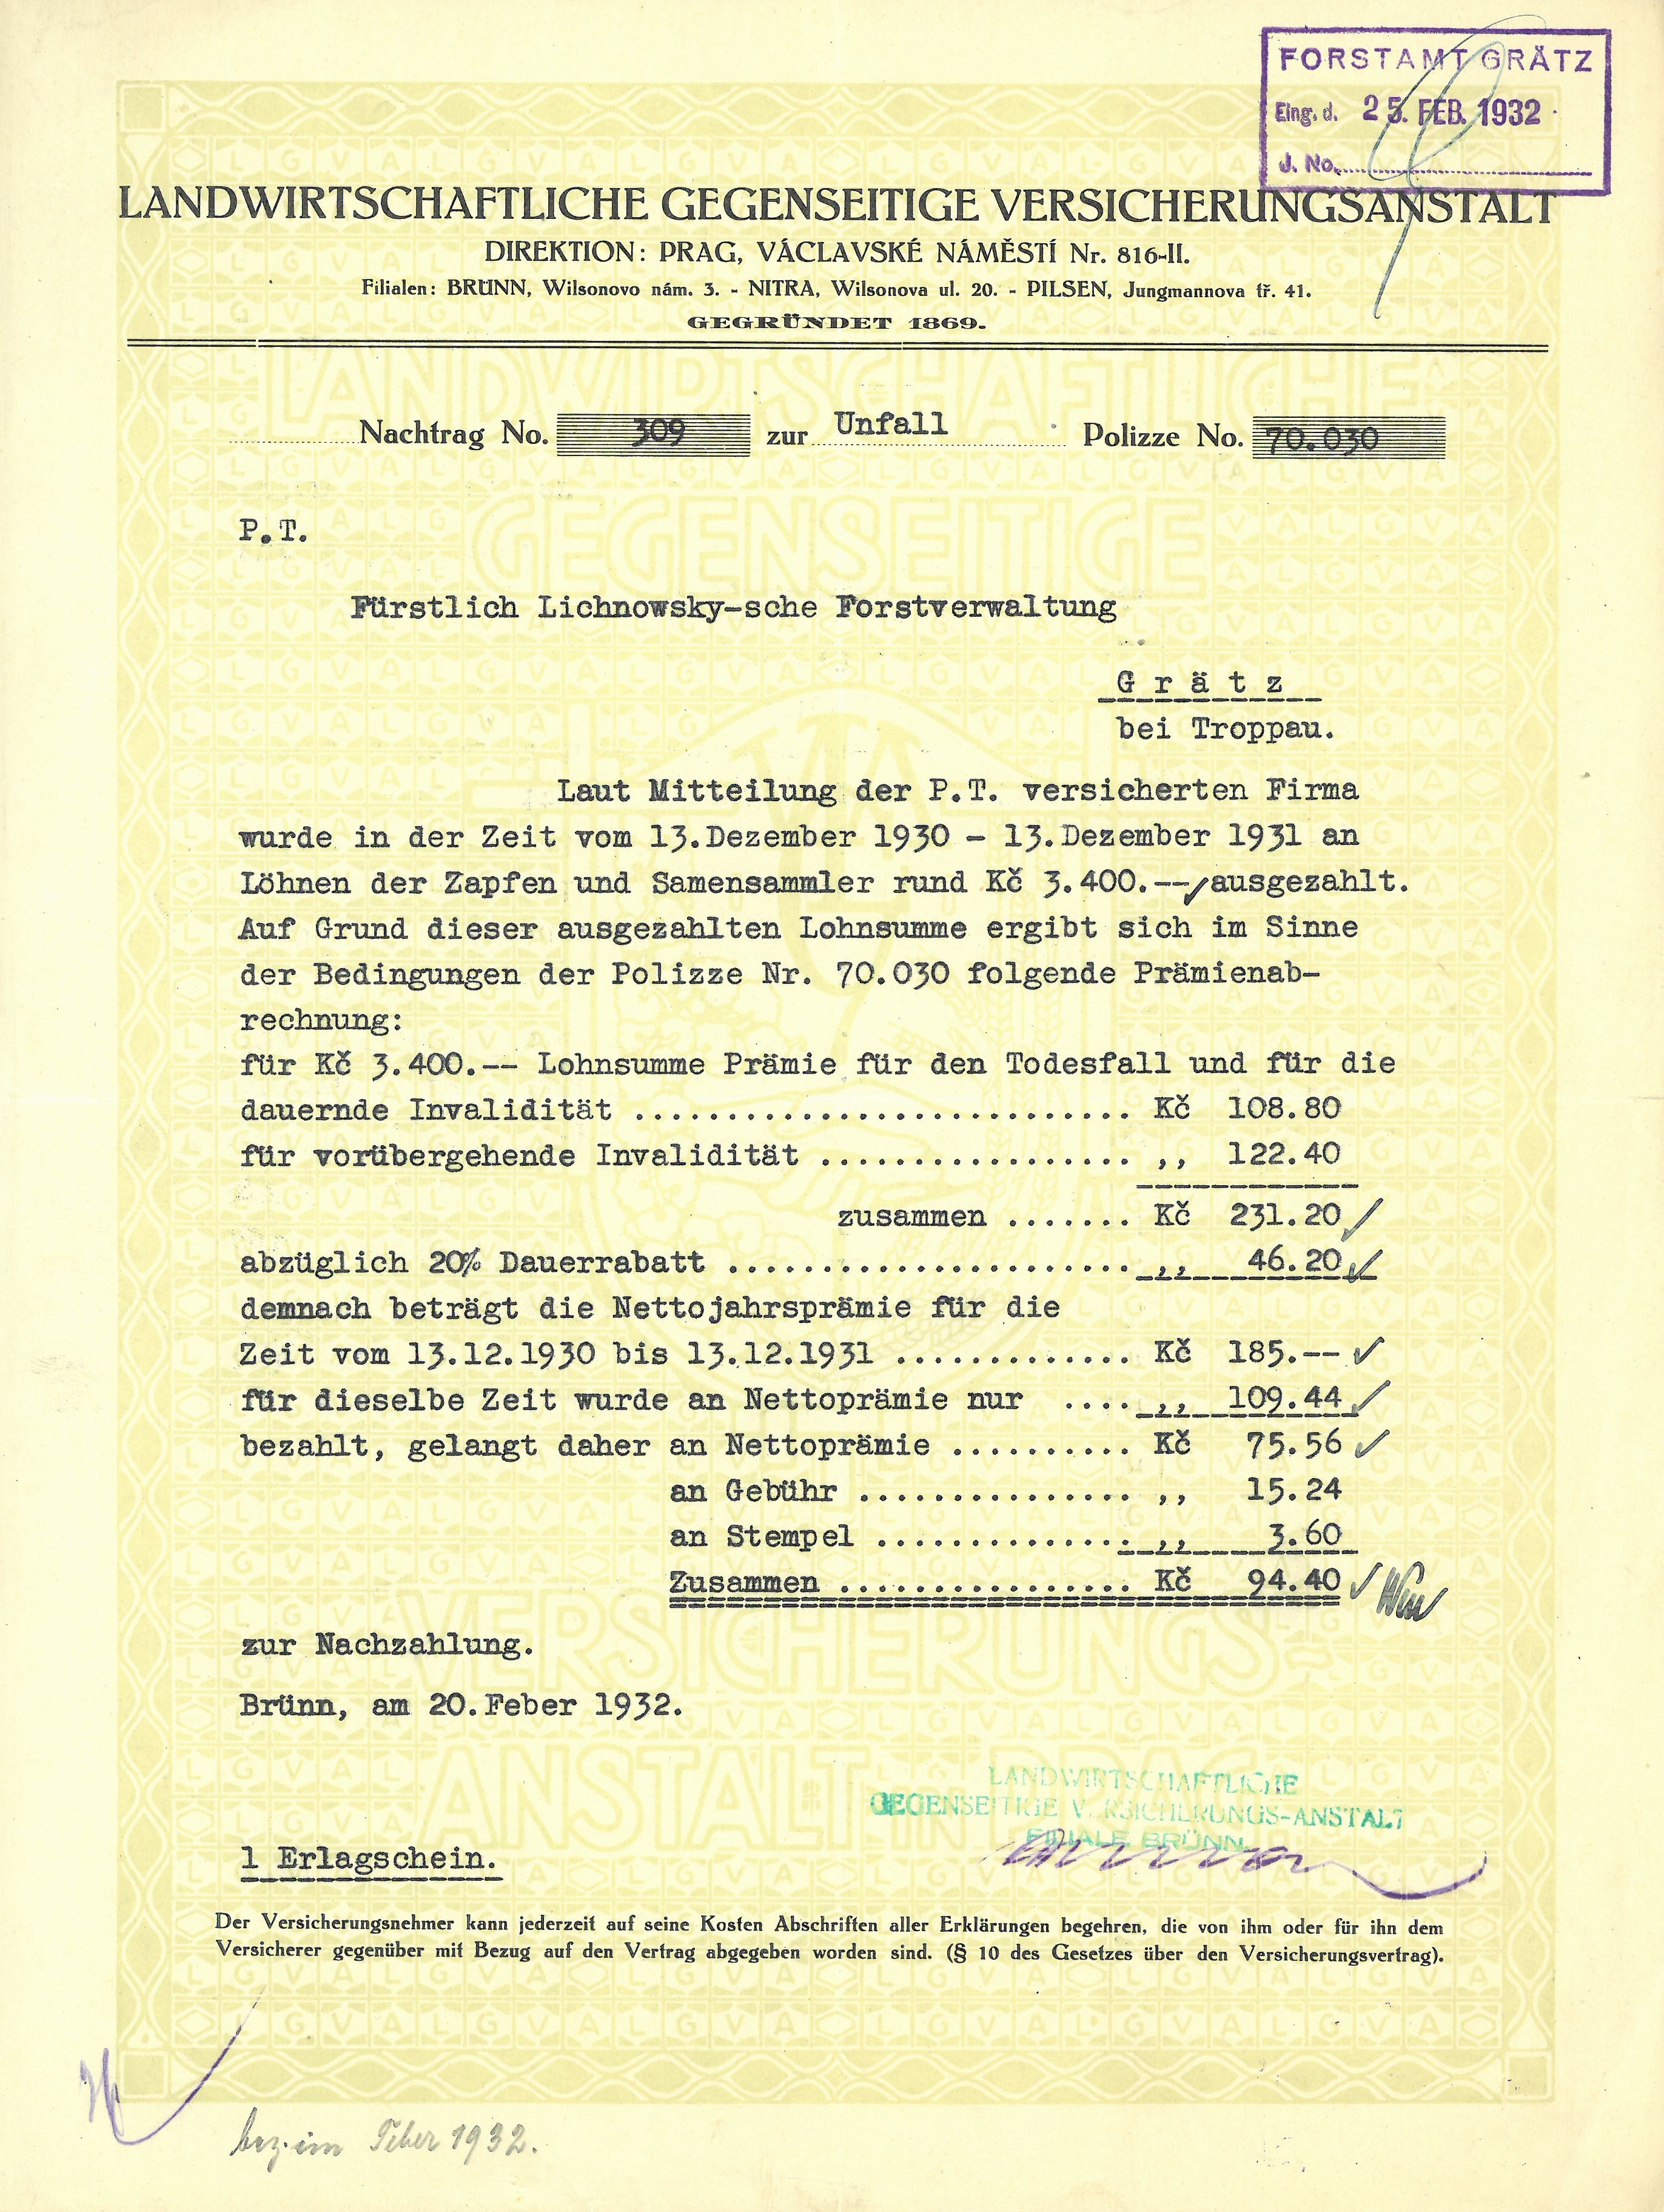 FORSTAMT GRÄTZ
Eing. d. 25. FEB. 1932
J. No.
LANDWIRTSCHAFTLICHE GEGENSEITIGE VERSICHERUNGSANSTALT
DIREKTION: PRAG, VÁCLAVSKÉ NÁMĚSTÍ Nr. 816-II.
Filialen: BRÜNN, Wilsonovo nám. 3. - NITRA, Wilsonova ul. 20. - PILSEN, Jungmannova tř. 41.
GEGRÜNDET 1869.
Nachtrag No. 309 zur Unfall Polizze No. 70.030
P.T.
Fürstlich Lichnowsky-sche Forstverwaltung
G r ä t z
bei Troppau.
Laut Mitteilung der P.T. versicherten Firma
wurde in der Zeit vom 13.Dezember 1930 - 13.Dezember 1931 an
Löhnen der Zapfen und Samensammler rund Kč 3.400.-- ausgezahlt.
Auf Grund dieser ausgezahlten Lohnsumme ergibt sich im Sinne
der Bedingungen der Polizze Nr. 70.030 folgende Prämienab-
rechnung:
für Kč 3.400.-- Lohnsumme Prämie für den Todesfall und für die
dauernde Invalidität ........................... Kč 108.80
für vorübergehende Invalidität ................. ,, 122.40
zusammen ....... Kč 231.20
abzüglich 20% Dauerrabatt ...................... ,, 46.20
demnach beträgt die Nettojahrsprämie für die
Zeit vom 13.12.1930 bis 13.12.1931 ............. Kč 185.--
für dieselbe Zeit wurde an Nettoprämie nur .... ,, 109.44
bezahlt, gelangt daher an Nettoprämie .......... Kč 75.56
an Gebühr ............... ,, 15.24
an Stempel .............. ,, 3.60
Zusammen ................ Kč 94.40
zur Nachzahlung.
Brünn, am 20.Feber 1932.
LANDWIRTSCHAFTLICHE
GEGENSEITIGE VERSICHERUNGS-ANSTALT
FILIALE BRÜNN
1 Erlagschein.
Der Versicherungsnehmer kann jederzeit auf seine Kosten Abschriften aller Erklärungen begehren, die von ihm oder für ihn dem
Versicherer gegenüber mit Bezug auf den Vertrag abgegeben worden sind. (§ 10 des Gesetzes über den Versicherungsvertrag).
bez. im Feber 1932.